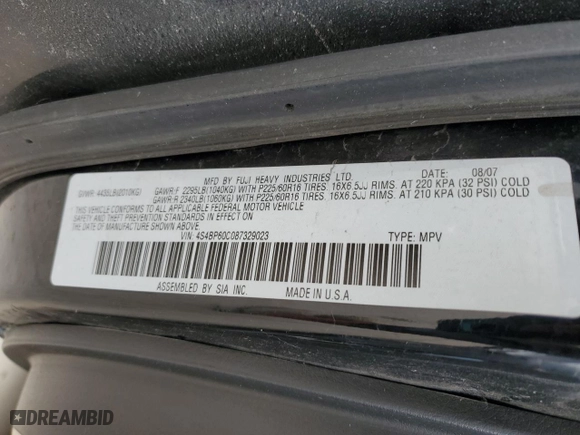 MFD BY FUJI HEAVY INDUSTRIES LTD. DATE: 08/07
GVWR: 4435LB(2010KG) GAWR:F 2295LB(1040KG) WITH P225/60R16 TIRES. 16X6.5JJ RIMS. AT 220 KPA (32 PSI) COLD
GAWR:R 2340LB(1060KG) WITH P225/60R16 TIRES. 16X6.5JJ RIMS. AT 210 KPA (30 PSI) COLD
THIS VEHICLE CONFORMS TO ALL APPLICABLE FEDERAL MOTOR VEHICLE
SAFETY AND THEFT PREVENTION STANDARDS IN EFFECT ON THE DATE
OF MANUFACTURE SHOWN ABOVE.
VIN: 4S4BP60C087329023 TYPE: MPV
ASSEMBLED BY SIA INC. MADE IN U.S.A.
DREAMBID